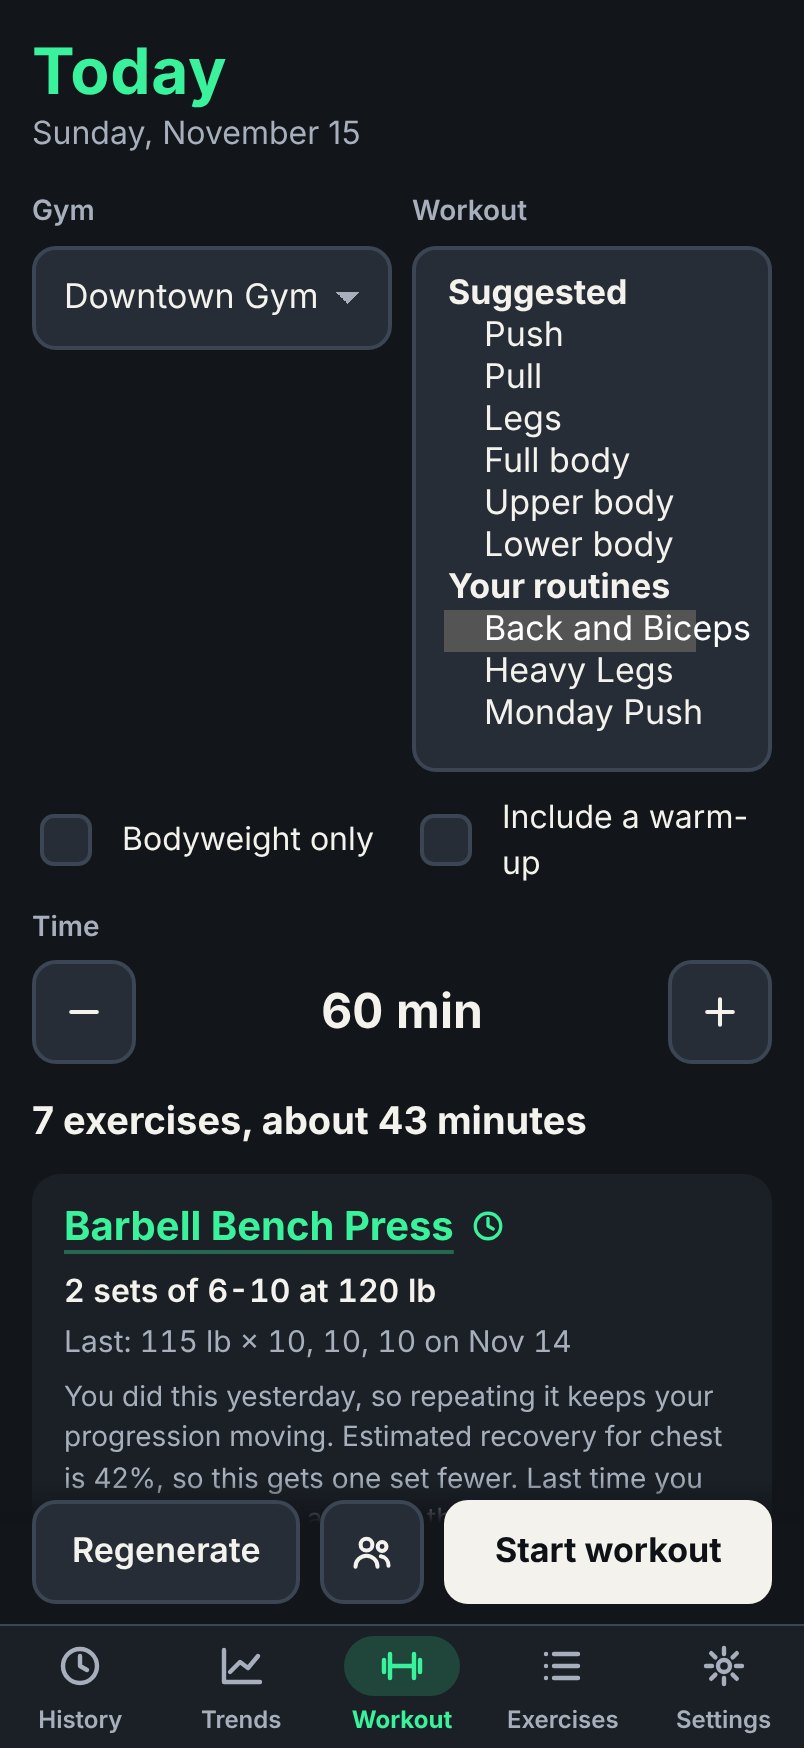 Today
Sunday, November 15
Gym
Workout
Downtown Gym
Suggested
Push
Pull
Legs
Full body
Upper body
Lower body
Your routines
Back and Biceps
Heavy Legs
Monday Push
Bodyweight only
Include a warm-
up
Time
60 min
7 exercises, about 43 minutes
Barbell Bench Press
2 sets of 6-10 at 120 lb
Last: 115 lb × 10, 10, 10 on Nov 14
You did this yesterday, so repeating it keeps your
progression moving. Estimated recovery for chest
is 42%, so this gets one set fewer. Last time you
Regenerate
Start workout
History
Trends
Workout
Exercises
Settings